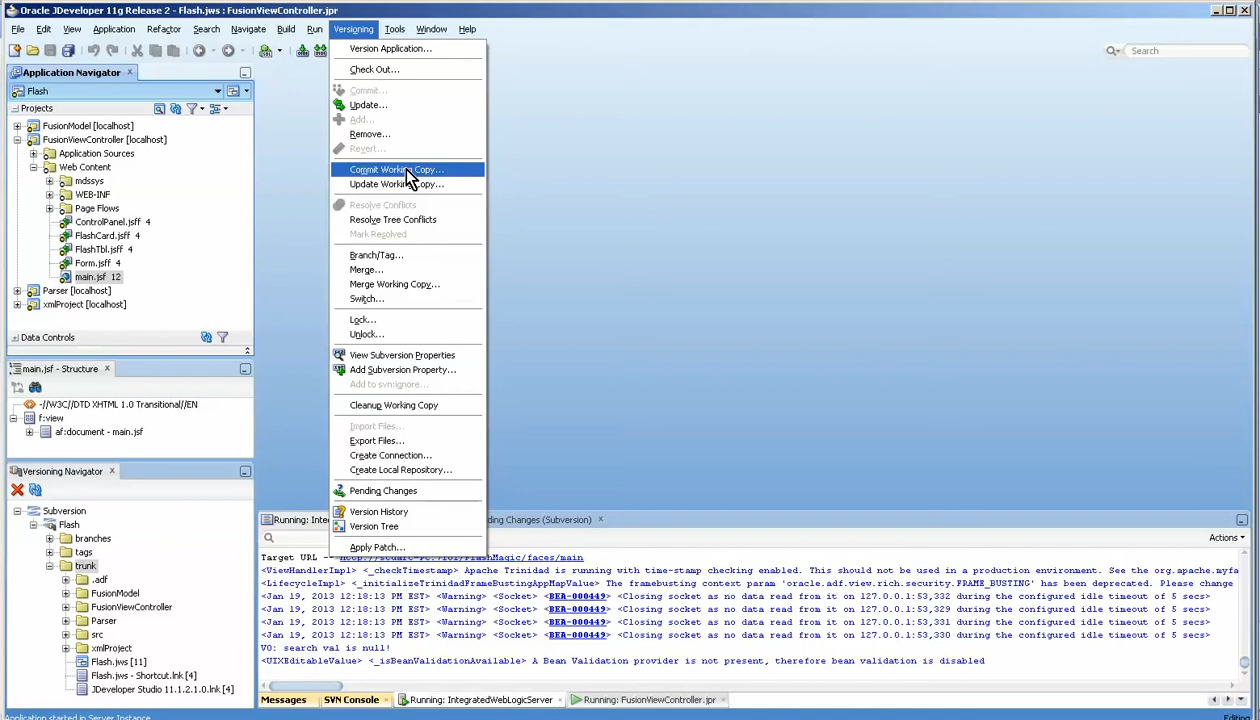 Oracle JDeveloper 11g Release 2 - Flash.jws : FusionViewController.jpr
File Edit View Application Refactor Search Navigate Build Run Versioning Tools Window Help
Search
Application Navigator
Flash
Projects
FusionModel [localhost]
FusionViewController [localhost]
Application Sources
Web Content
mdssys
WEB-INF
Page Flows
ControlPanel.jsff 4
FlashCard.jsff 4
FlashTbl.jsff 4
Form.jsff 4
main.jsf 12
Parser [localhost]
xmlProject [localhost]
Data Controls
main.jsf - Structure
-//W3C//DTD XHTML 1.0 Transitional//EN
f:view
af:document - main.jsf
Versioning Navigator
Subversion
Flash
branches
tags
trunk
.adf
FusionModel
FusionViewController
Parser
src
xmlProject
Flash.jws [11]
Flash.jws - Shortcut.lnk [4]
JDeveloper Studio 11.1.2.1.0.lnk [4]
Version Application...
Check Out...
Commit...
Update...
Add...
Remove...
Revert...
Commit Working Copy...
Update Working Copy...
Resolve Conflicts
Resolve Tree Conflicts
Mark Resolved
Branch/Tag...
Merge...
Merge Working Copy...
Switch...
Lock...
Unlock...
View Subversion Properties
Add Subversion Property...
Add to svn:ignore...
Cleanup Working Copy
Import Files...
Export Files...
Create Connection...
Create Local Repository...
Pending Changes
Version History
Version Tree
Apply Patch...
Running: Inte
nding Changes (Subversion)
Actions
Target URL --
/FlashMagic/faces/main
<ViewHandlerImpl> <_checkTimestamp> Apache Trinidad is running with time-stamp checking enabled. This should not be used in a production environment. See the org.apache.myfa
<LifecycleImpl> <_initializeTrinidadFrameBustingAppMapValue> The framebusting context param 'oracle.adf.view.rich.security.FRAME_BUSTING' has been deprecated. Please change
<Jan 19, 2013 12:18:13 PM EST> <Warning> <Socket> <BEA-000449> <Closing socket as no data read from it on 127.0.0.1:53,332 during the configured idle timeout of 5 secs>
<Jan 19, 2013 12:18:13 PM EST> <Warning> <Socket> <BEA-000449> <Closing socket as no data read from it on 127.0.0.1:53,329 during the configured idle timeout of 5 secs>
<Jan 19, 2013 12:18:13 PM EST> <Warning> <Socket> <BEA-000449> <Closing socket as no data read from it on 127.0.0.1:53,331 during the configured idle timeout of 5 secs>
<Jan 19, 2013 12:18:13 PM EST> <Warning> <Socket> <BEA-000449> <Closing socket as no data read from it on 127.0.0.1:53,330 during the configured idle timeout of 5 secs>
VO: search val is null!
<UIXEditableValue> <_isBeanValidationAvailable> A Bean Validation provider is not present, therefore bean validation is disabled
Messages SVN Console Running: IntegratedWebLogicServer Running: FusionViewController.jpr
Application started in Server Instance
Editing